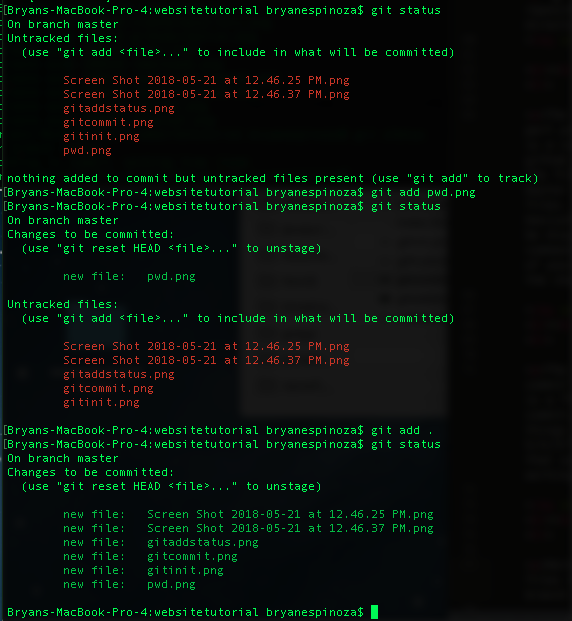 [Bryans-MacBook-Pro-4:websitetutorial bryanespinoza$ git status
On branch master
Untracked files:
  (use "git add <file>..." to include in what will be committed)

        Screen Shot 2018-05-21 at 12.46.25 PM.png
        Screen Shot 2018-05-21 at 12.46.37 PM.png
        gitaddstatus.png
        gitcommit.png
        gitinit.png
        pwd.png

nothing added to commit but untracked files present (use "git add" to track)
[Bryans-MacBook-Pro-4:websitetutorial bryanespinoza$ git add pwd.png
[Bryans-MacBook-Pro-4:websitetutorial bryanespinoza$ git status
On branch master
Changes to be committed:
  (use "git reset HEAD <file>..." to unstage)

        new file:   pwd.png

Untracked files:
  (use "git add <file>..." to include in what will be committed)

        Screen Shot 2018-05-21 at 12.46.25 PM.png
        Screen Shot 2018-05-21 at 12.46.37 PM.png
        gitaddstatus.png
        gitcommit.png
        gitinit.png

[Bryans-MacBook-Pro-4:websitetutorial bryanespinoza$ git add .
[Bryans-MacBook-Pro-4:websitetutorial bryanespinoza$ git status
On branch master
Changes to be committed:
  (use "git reset HEAD <file>..." to unstage)

        new file:   Screen Shot 2018-05-21 at 12.46.25 PM.png
        new file:   Screen Shot 2018-05-21 at 12.46.37 PM.png
        new file:   gitaddstatus.png
        new file:   gitcommit.png
        new file:   gitinit.png
        new file:   pwd.png

Bryans-MacBook-Pro-4:websitetutorial bryanespinoza$